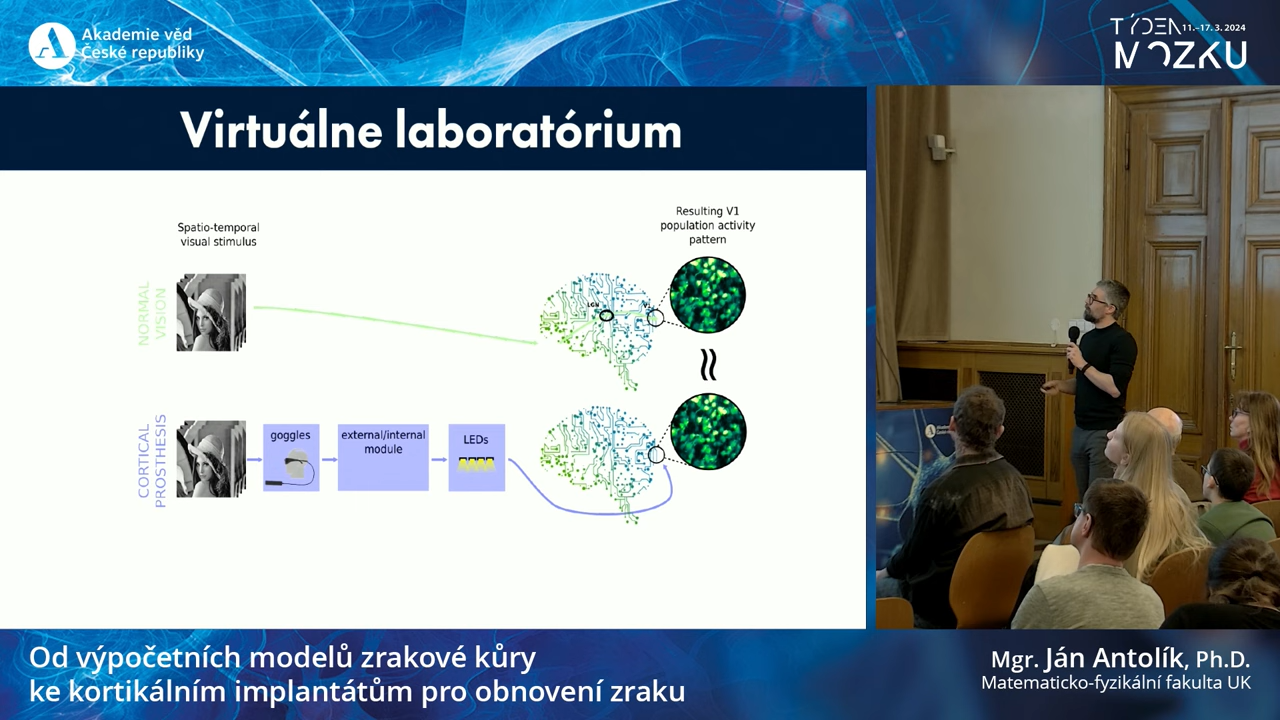 Akademie věd
České republiky
TÝDEN 11.–17. 3. 2024
MOZKU
Virtuálne laboratórium
Spatio-temporal
visual stimulus
Resulting V1
population activity
pattern
NORMAL
VISION
LGN
≈
CORTICAL
PROSTHESIS
goggles
external/internal
module
LEDs
Od výpočetních modelů zrakové kůry
ke kortikálním implantátům pro obnovení zraku
Mgr. Ján Antolík, Ph.D.
Matematicko-fyzikální fakulta UK